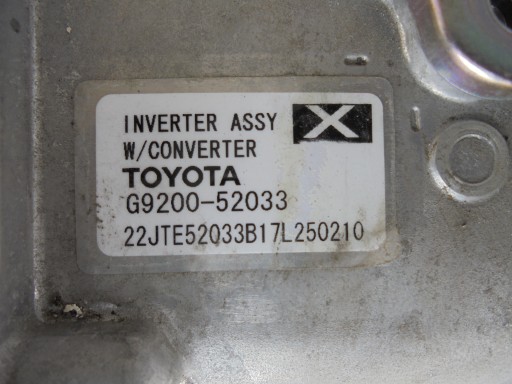 INVERTER ASSY X
W/CONVERTER
TOYOTA
G9200-52033
22JTE52033B17L250210